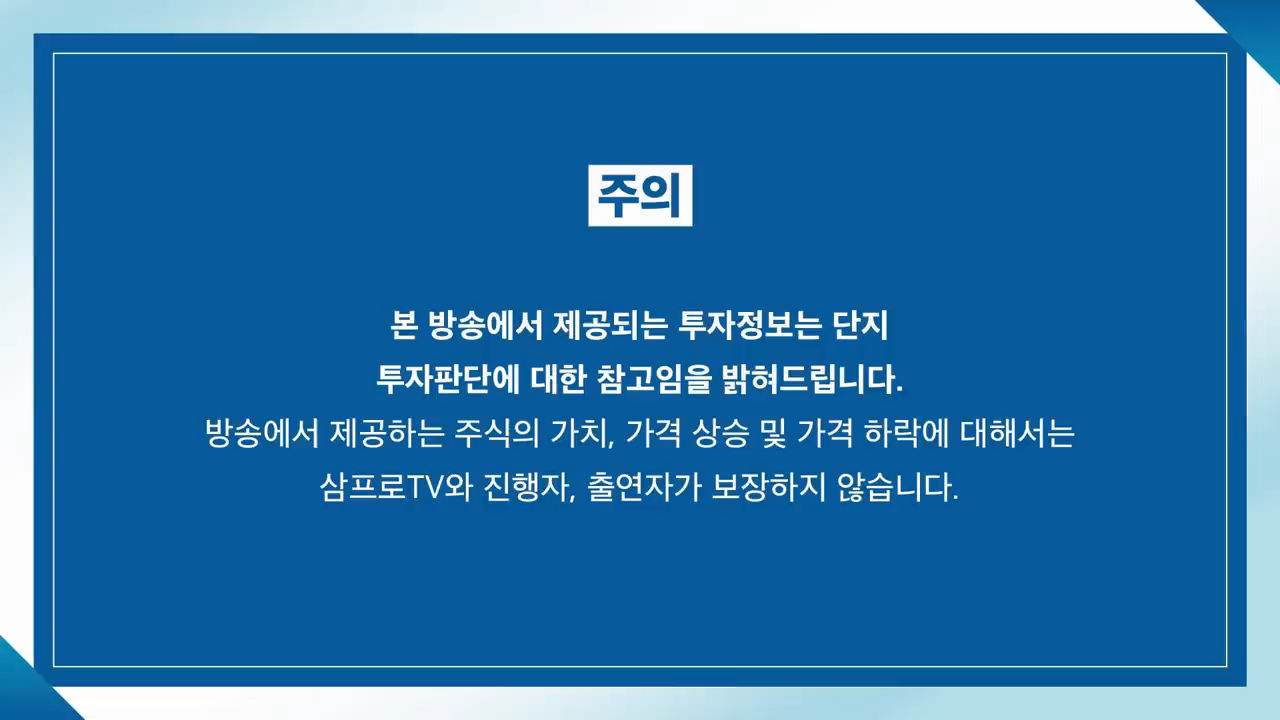 주의
본 방송에서 제공되는 투자정보는 단지
투자판단에 대한 참고임을 밝혀드립니다.
방송에서 제공하는 주식의 가치, 가격 상승 및 가격 하락에 대해서는
삼프로TV와 진행자, 출연자가 보장하지 않습니다.